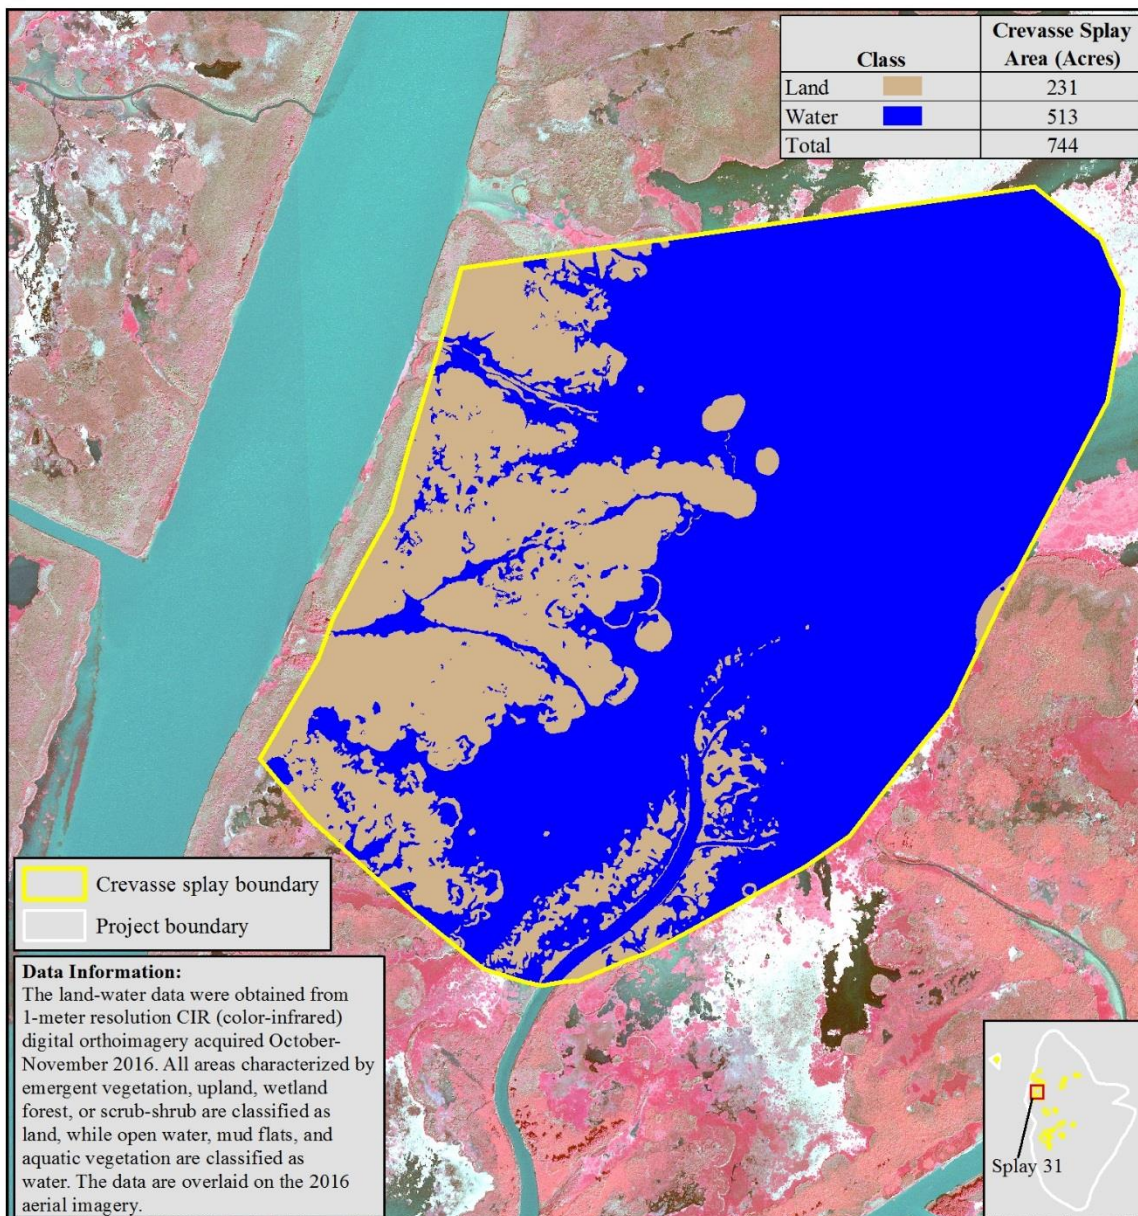 Class Crevasse Splay Area (Acres)
Land 231
Water 513
Total 744
Crevasse splay boundary
Project boundary
Data Information:
The land-water data were obtained from
1-meter resolution CIR (color-infrared)
digital orthoimagery acquired October-
November 2016. All areas characterized by
emergent vegetation, upland, wetland
forest, or scrub-shrub are classified as
land, while open water, mud flats, and
aquatic vegetation are classified as
water. The data are overlaid on the 2016
aerial imagery.
Splay 31